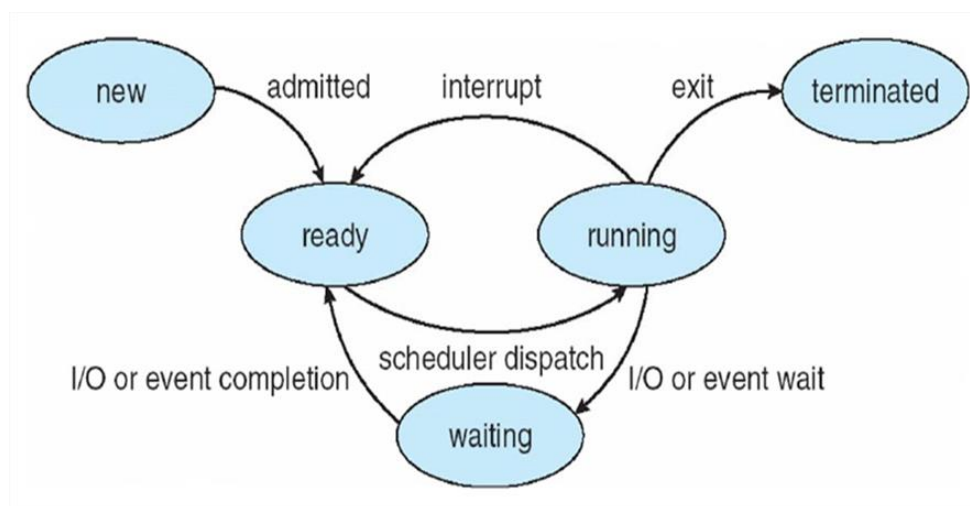 new
admitted
interrupt
exit
terminated
ready
running
scheduler dispatch
I/O or event completion
I/O or event wait
waiting